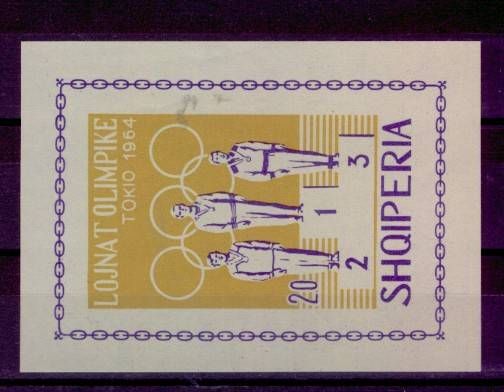 LOJNAT OLIMPIKE
TOKIO 1964
1
2
3
20
SHQIPERIA